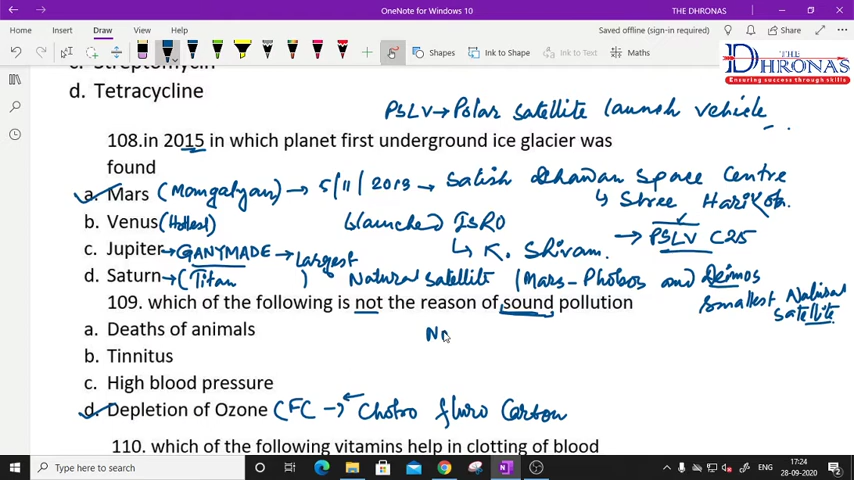 OneNote for Windows 10
THE DHRONAS
Home Insert Draw View Help
Saved offline (sign-in required) Share
Shapes Ink to Shape Ink to Text Maths
THE
DHRONAS
Ensuring success through skills
c. Streptomycin
d. Tetracycline
PSLV → Polar satellite launch vehicle
108.in 2015 in which planet first underground ice glacier was
found
a. Mars (Momgalyan) → 5/11/2013 → Satish Dhawan Space Centre
↳ Shree Harikota.
b. Venus (Hottest) (launched) ISRO → PSLV C25
c. Jupiter → GANYMADE → Largest ↳ K. Shivam.
d. Saturn → (Titan ) Natural satellite (Mars - Phobos and Deimos
Smallest Natural
satellite
109. which of the following is not the reason of sound pollution
a. Deaths of animals
No
b. Tinnitus
c. High blood pressure
d. Depletion of Ozone CFC → Chloro fluro Carbon
110. which of the following vitamins help in clotting of blood
Type here to search
ENG
17:24
28-09-2020
2